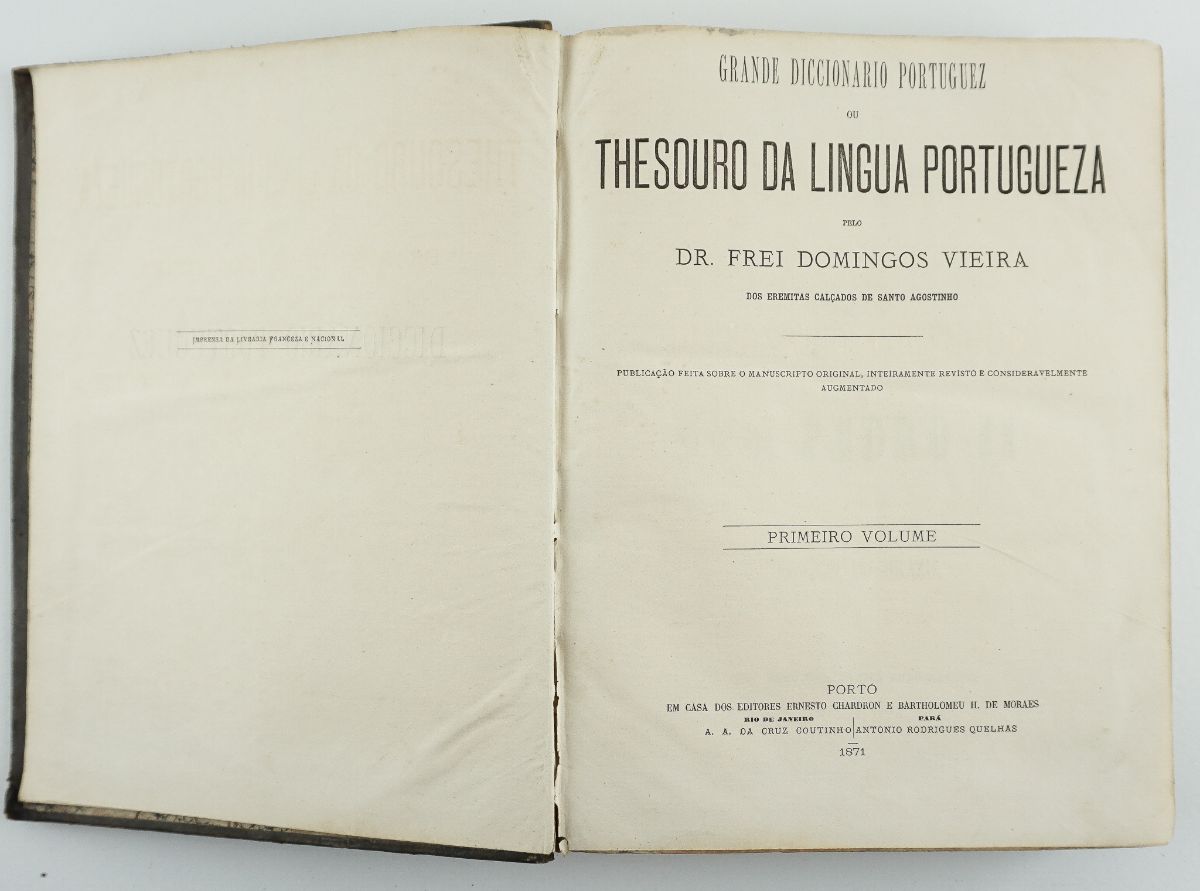 IMPRENSA DA LIVRARIA FRANCEZA E NACIONAL
GRANDE DICCIONARIO PORTUGUEZ
OU
THESOURO DA LINGUA PORTUGUEZA
PELO
DR. FREI DOMINGOS VIEIRA
DOS EREMITAS CALÇADOS DE SANTO AGOSTINHO
PUBLICAÇÃO FEITA SOBRE O MANUSCRIPTO ORIGINAL, INTEIRAMENTE REVISTO E CONSIDERAVELMENTE
AUGMENTADO
PRIMEIRO VOLUME
PORTO
EM CASA DOS EDITORES ERNESTO CHARDRON E BARTHOLOMEU H. DE MORAES
RIO DE JANEIRO PARÁ
A. A. DA CRUZ COUTINHO ANTONIO RODRIGUES QUELHAS
1871